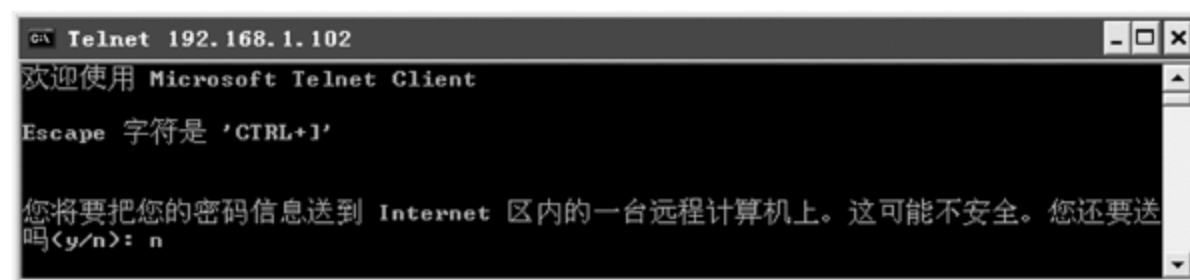 Telnet 192.168.1.102
欢迎使用 Microsoft Telnet Client
Escape 字符是 'CTRL+]'
您将要把您的密码信息送到 Internet 区内的一台远程计算机上。这可能不安全。您还要送
吗(y/n): n